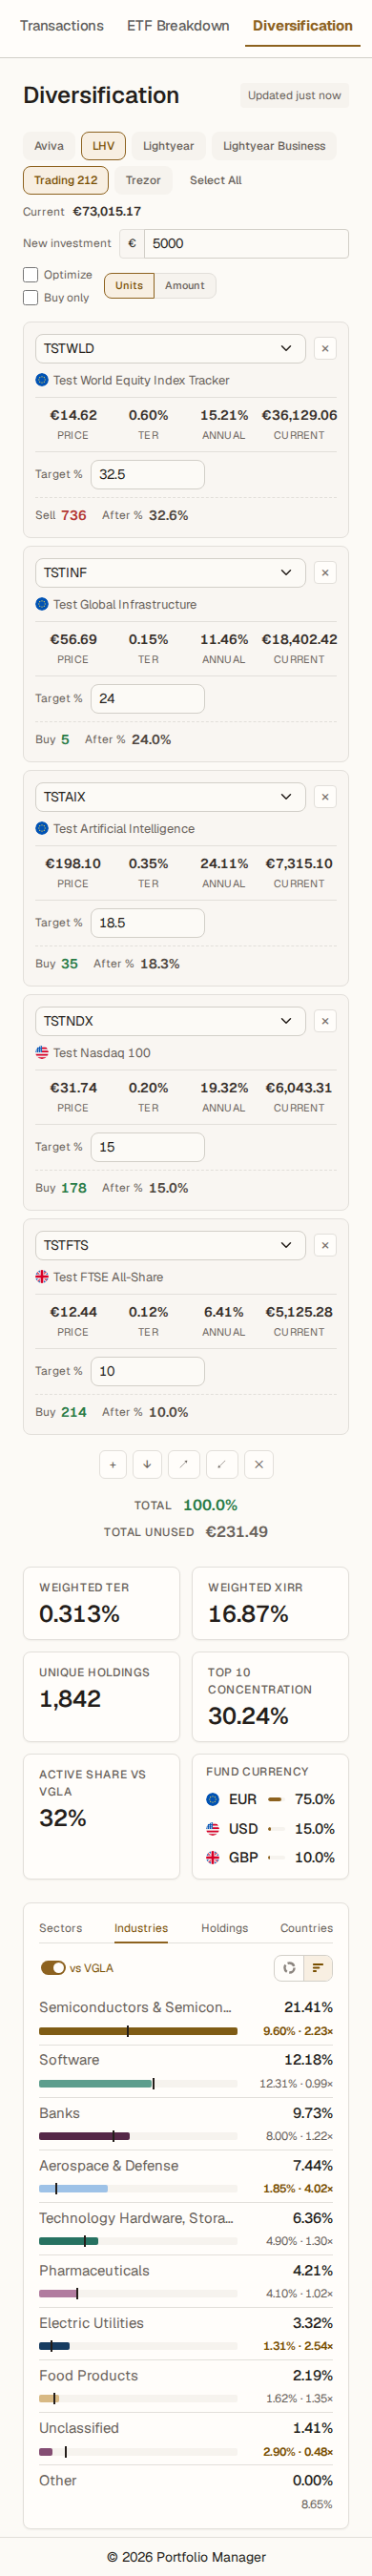 Transactions ETF Breakdown Diversification
Diversification Updated just now
Aviva LHV Lightyear Lightyear Business
Trading 212 Trezor Select All
Current €73,015.17
New investment € 5000
Optimize
Buy only
Units Amount
TSTWLD ×
Test World Equity Index Tracker
€14.62 0.60% 15.21% €36,129.06
PRICE TER ANNUAL CURRENT
Target % 32.5
Sell 736 After % 32.6%
TSTINF ×
Test Global Infrastructure
€56.69 0.15% 11.46% €18,402.42
PRICE TER ANNUAL CURRENT
Target % 24
Buy 5 After % 24.0%
TSTAIX ×
Test Artificial Intelligence
€198.10 0.35% 24.11% €7,315.10
PRICE TER ANNUAL CURRENT
Target % 18.5
Buy 35 After % 18.3%
TSTNDX ×
Test Nasdaq 100
€31.74 0.20% 19.32% €6,043.31
PRICE TER ANNUAL CURRENT
Target % 15
Buy 178 After % 15.0%
TSTFTS ×
Test FTSE All-Share
€12.44 0.12% 6.41% €5,125.28
PRICE TER ANNUAL CURRENT
Target % 10
Buy 214 After % 10.0%
+ ↓ ↗ ↙ ×
TOTAL 100.0%
TOTAL UNUSED €231.49
WEIGHTED TER
0.313%
WEIGHTED XIRR
16.87%
UNIQUE HOLDINGS
1,842
TOP 10
CONCENTRATION
30.24%
ACTIVE SHARE VS
VGLA
32%
FUND CURRENCY
EUR 75.0%
USD 15.0%
GBP 10.0%
Sectors Industries Holdings Countries
vs VGLA
Semiconductors & Semicon... 21.41%
9.60% · 2.23×
Software 12.18%
12.31% · 0.99×
Banks 9.73%
8.00% · 1.22×
Aerospace & Defense 7.44%
1.85% · 4.02×
Technology Hardware, Stora... 6.36%
4.90% · 1.30×
Pharmaceuticals 4.21%
4.10% · 1.02×
Electric Utilities 3.32%
1.31% · 2.54×
Food Products 2.19%
1.62% · 1.35×
Unclassified 1.41%
2.90% · 0.48×
Other 0.00%
8.65%
© 2026 Portfolio Manager